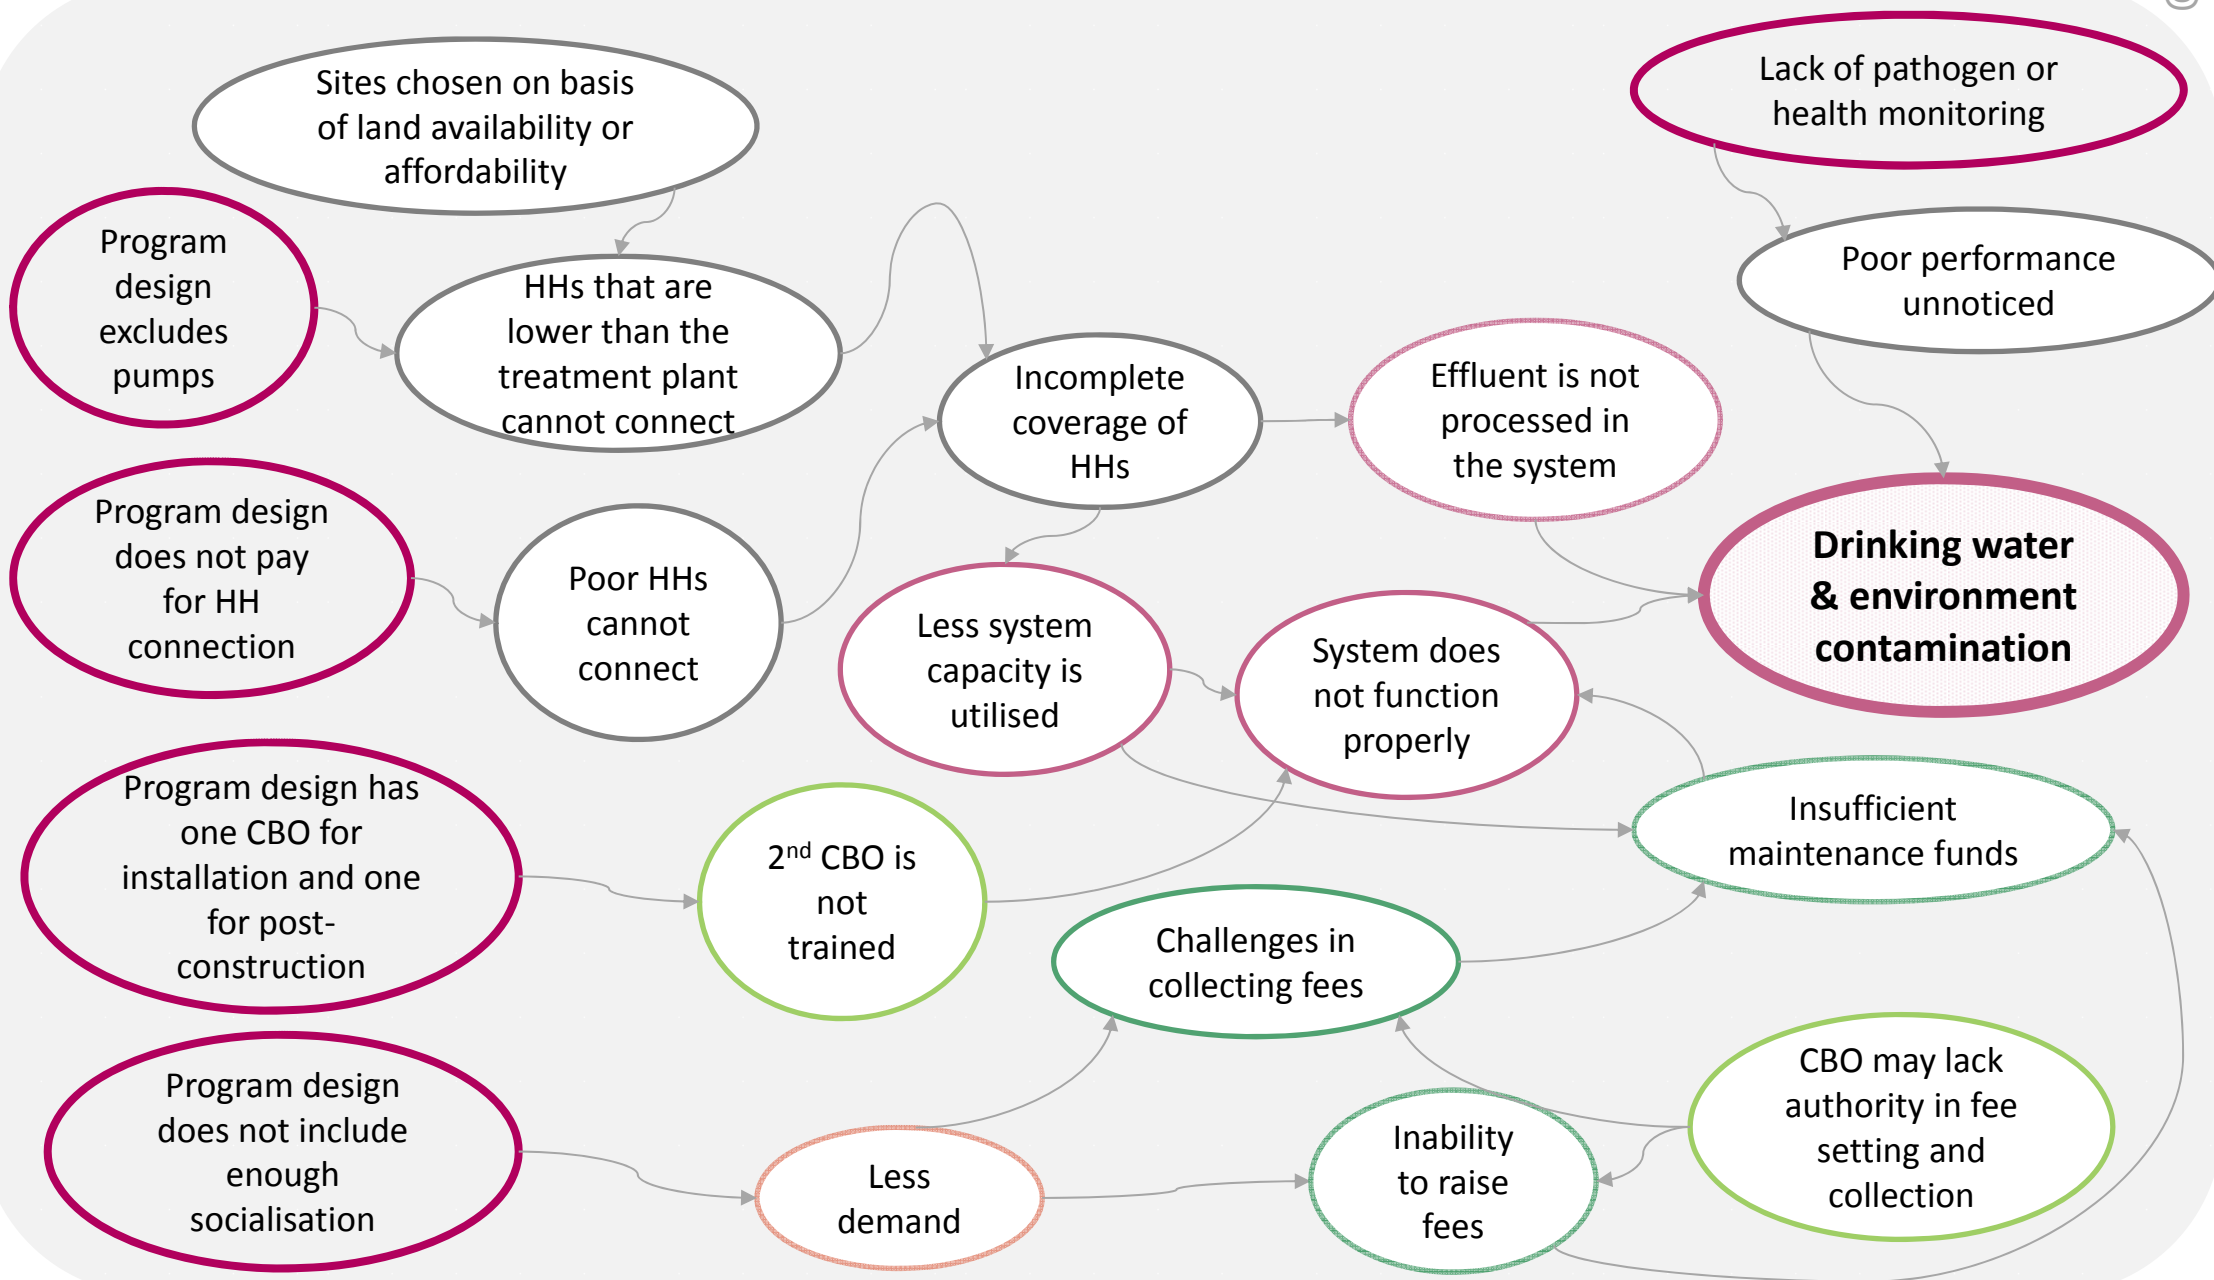 Sites chosen on basis
of land availability or
affordability
Lack of pathogen or
health monitoring
Program
design
excludes
pumps
HHs that are
lower than the
treatment plant
cannot connect
Poor performance
unnoticed
Incomplete
coverage of
HHs
Effluent is not
processed in
the system
Program design
does not pay
for HH
connection
Poor HHs
cannot
connect
Less system
capacity is
utilised
System does
not function
properly
Drinking water
& environment
contamination
Program design has
one CBO for
installation and one
for post-
construction
2nd CBO is
not
trained
Insufficient
maintenance funds
Challenges in
collecting fees
Program design
does not include
enough
socialisation
Less
demand
Inability
to raise
fees
CBO may lack
authority in fee
setting and
collection